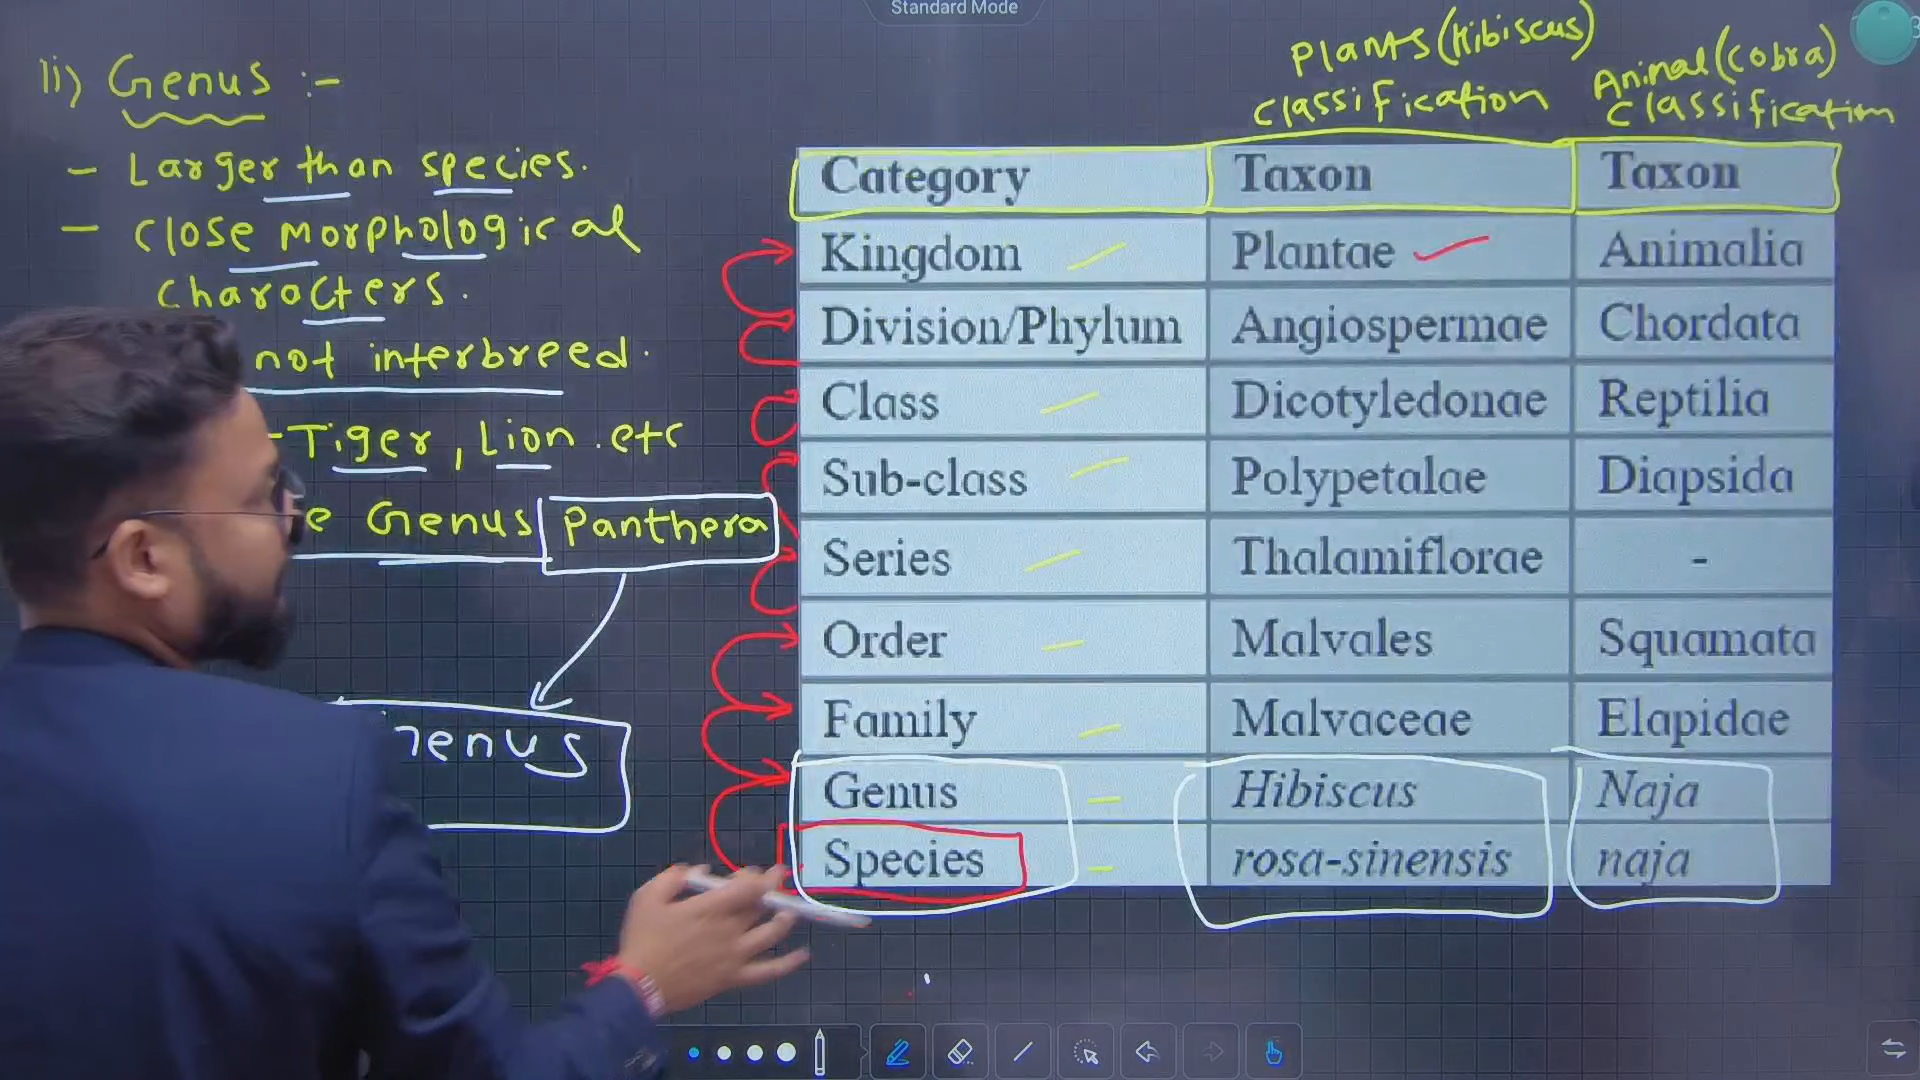 Standard Mode
ii) Genus :-
- Larger than species.
- close morphological
characters.
not interbreed.
- Tiger, Lion .etc
Genus Panthera
Plants (Hibiscus)
classification
Animal (cobra)
classification
Category Taxon Taxon
Kingdom Plantae Animalia
Division/Phylum Angiospermae Chordata
Class Dicotyledonae Reptilia
Sub-class Polypetalae Diapsida
Series Thalamiflorae -
Order Malvales Squamata
Family Malvaceae Elapidae
Genus Hibiscus Naja
Species rosa-sinensis naja